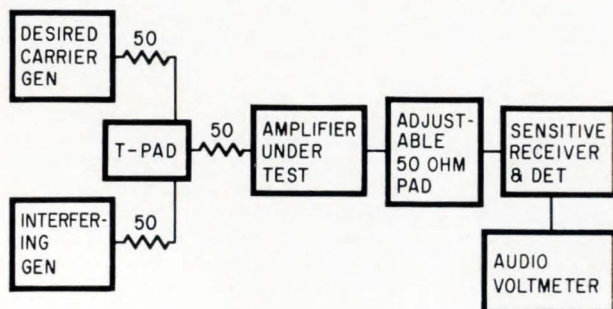 DESIRED
CARRIER
GEN
50
T-PAD
50
AMPLIFIER
UNDER
TEST
ADJUST-
ABLE
50 OHM
PAD
SENSITIVE
RECEIVER
& DET
INTERFER-
ING
GEN
50
AUDIO
VOLTMETER